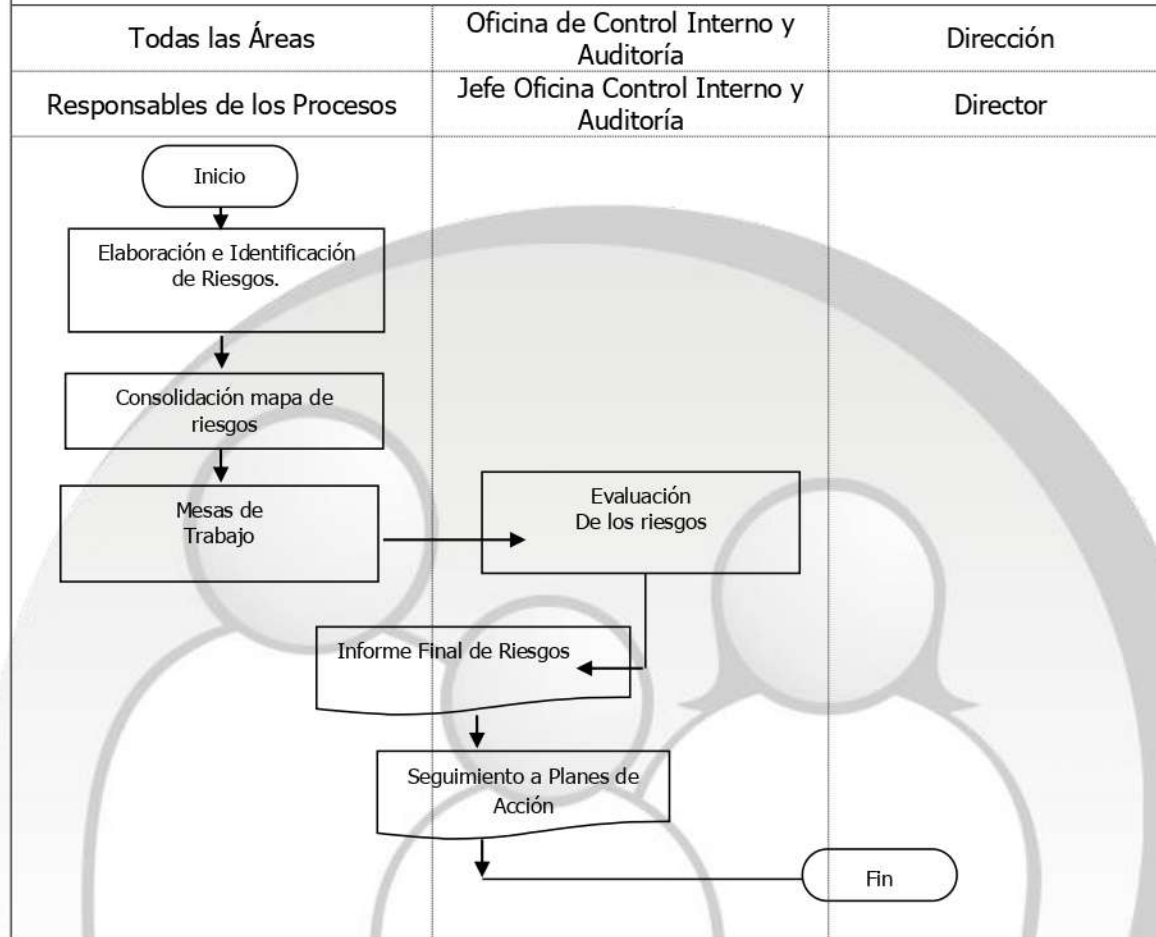 Todas las Áreas
Oficina de Control Interno y
Auditoría
Dirección
Responsables de los Procesos
Jefe Oficina Control Interno y
Auditoría
Director
Inicio
Elaboración e Identificación
de Riesgos.
Consolidación mapa de
riesgos
Mesas de
Trabajo
Evaluación
De los riesgos
Informe Final de Riesgos
Seguimiento a Planes de
Acción
Fin